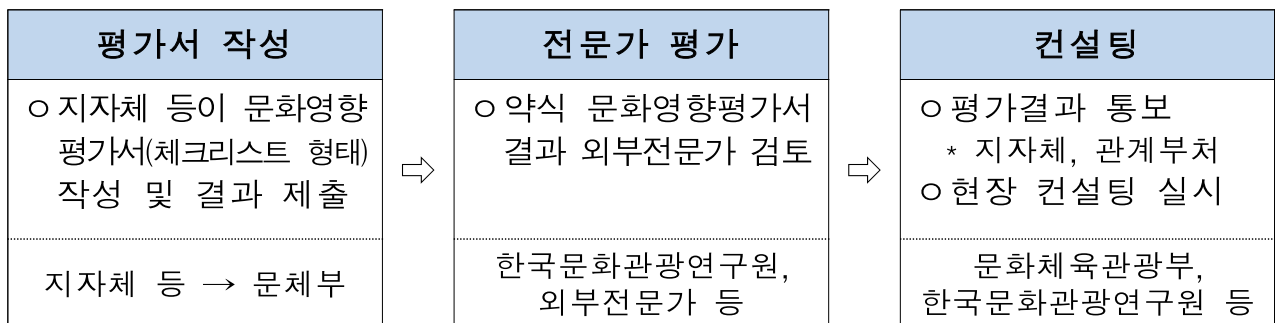 평가서 작성
ㅇ지자체 등이 문화영향
평가서(체크리스트 형태)
작성 및 결과 제출
지자체 등 → 문체부
⇨
전문가 평가
ㅇ약식 문화영향평가서
결과 외부전문가 검토
한국문화관광연구원,
외부전문가 등
⇨
컨설팅
ㅇ평가결과 통보
* 지자체, 관계부처
ㅇ현장 컨설팅 실시
문화체육관광부,
한국문화관광연구원 등